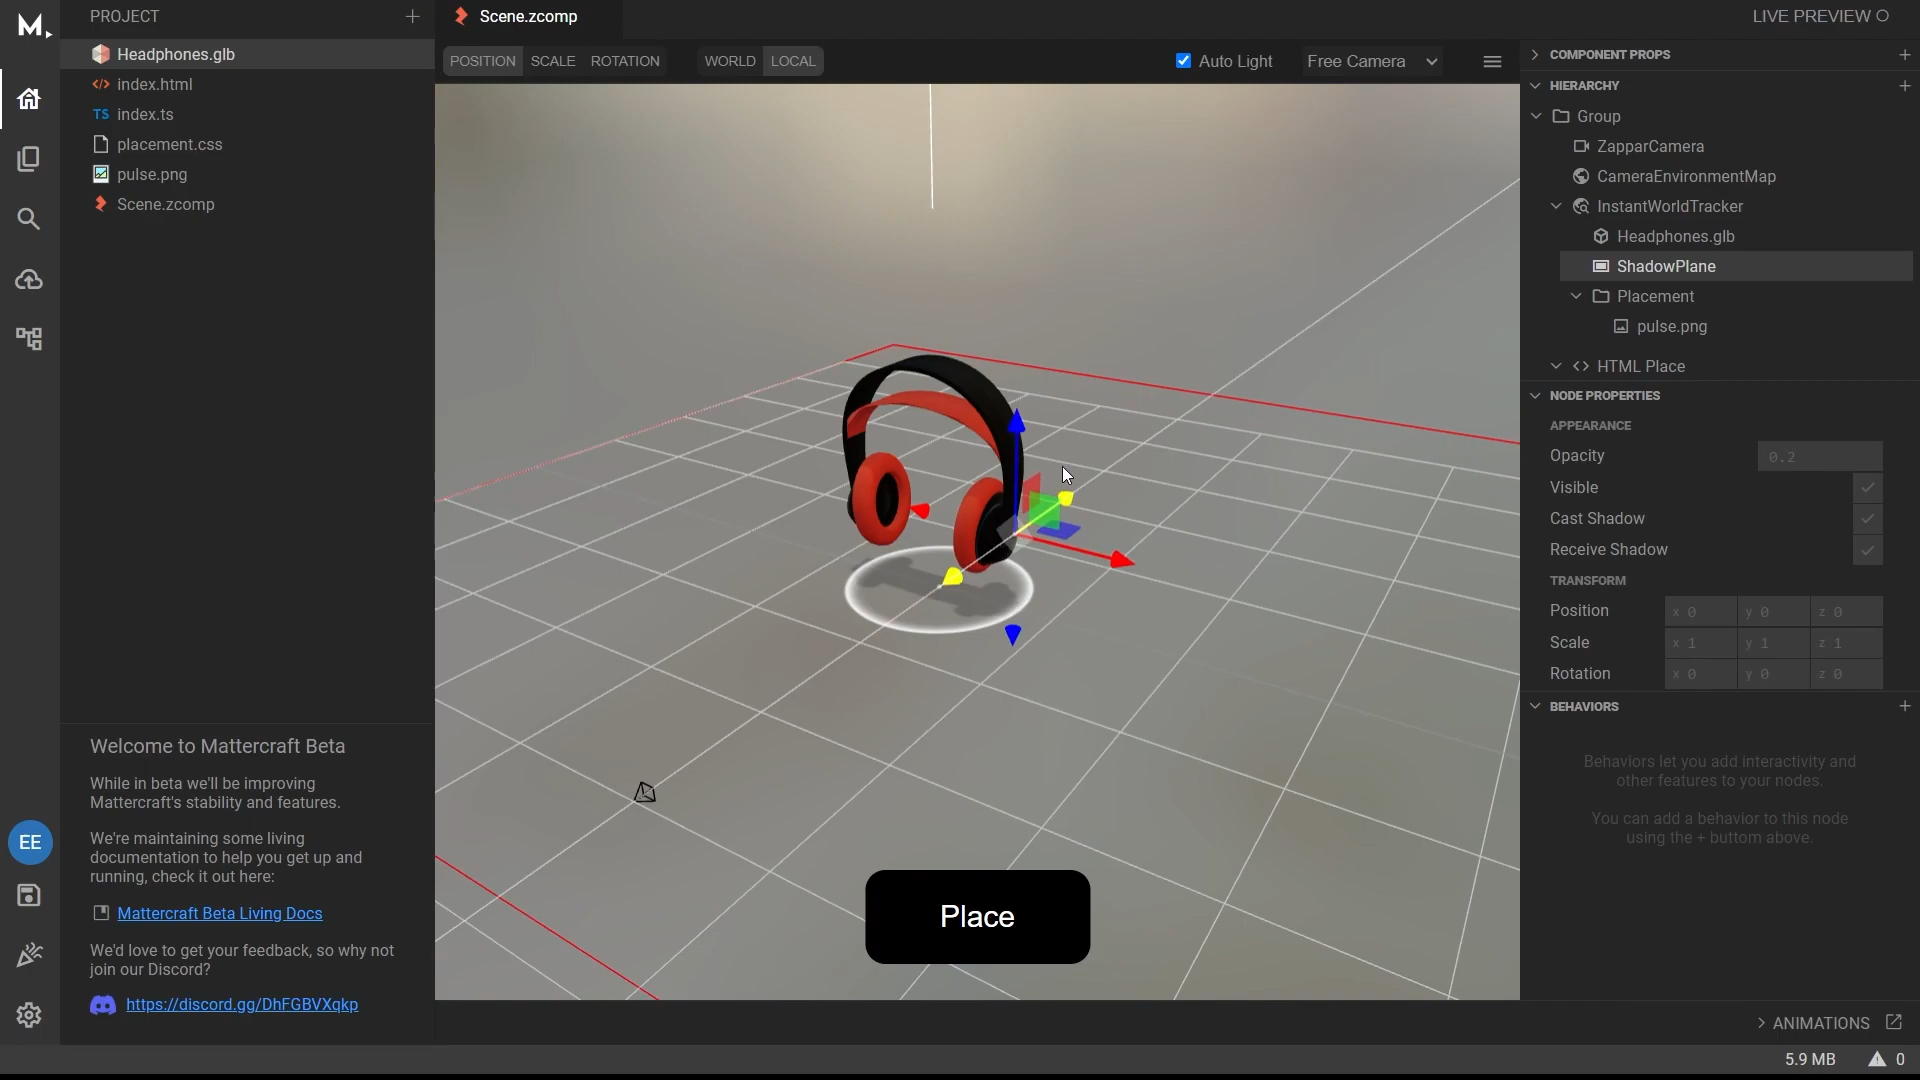 M.
PROJECT
Headphones.glb
index.html
TS index.ts
placement.css
pulse.png
Scene.zcomp
Welcome to Mattercraft Beta
While in beta we'll be improving
Mattercraft's stability and features.
We're maintaining some living
documentation to help you get up and
running, check it out here:
Mattercraft Beta Living Docs
We'd love to get your feedback, so why not
join our Discord?
https://discord.gg/DhFGBVXqkp
EE
Scene.zcomp
LIVE PREVIEW
POSITION SCALE ROTATION WORLD LOCAL
Auto Light
Free Camera
Place
COMPONENT PROPS
HIERARCHY
Group
ZapparCamera
CameraEnvironmentMap
InstantWorldTracker
Headphones.glb
ShadowPlane
Placement
pulse.png
HTML Place
NODE PROPERTIES
APPEARANCE
Opacity 0.2
Visible
Cast Shadow
Receive Shadow
TRANSFORM
Position x 0 y 0 z 0
Scale x 1 y 1 z 1
Rotation x 0 y 0 z 0
BEHAVIORS
Behaviors let you add interactivity and
other features to your nodes.
You can add a behavior to this node
using the + buttom above.
ANIMATIONS
5.9 MB 0